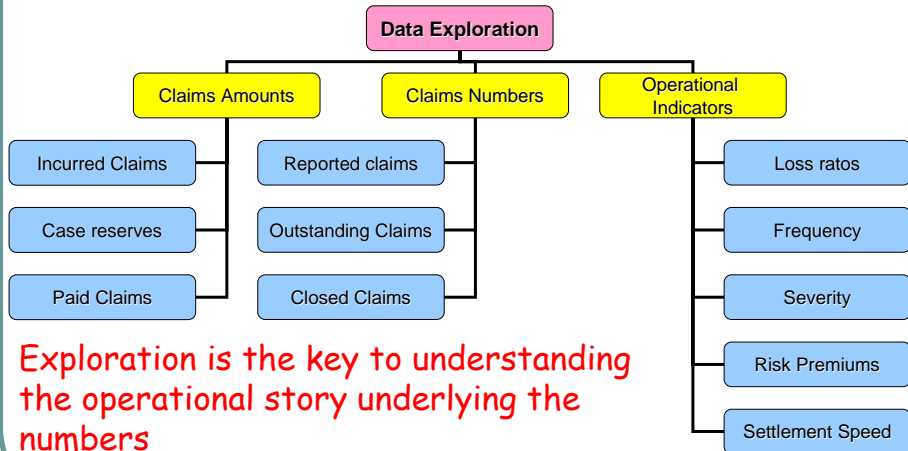 Data Exploration
Claims Amounts
Claims Numbers
Operational
Indicators
Incurred Claims
Reported claims
Loss ratos
Case reserves
Outstanding Claims
Frequency
Paid Claims
Closed Claims
Severity
Risk Premiums
Settlement Speed
Exploration is the key to understanding
the operational story underlying the
numbers